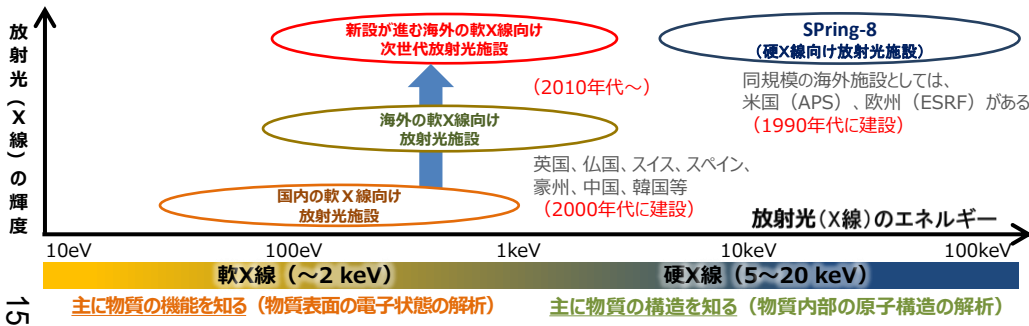 放射光(X線)の輝度
新設が進む海外の軟X線向け
次世代放射光施設
SPring-8
(硬X線向け放射光施設)
(2010年代~)
同規模の海外施設としては、
米国(APS)、欧州(ESRF)がある
(1990年代に建設)
海外の軟X線向け
放射光施設
英国、仏国、スイス、スペイン、
豪州、中国、韓国等
(2000年代に建設)
国内の軟X線向け
放射光施設
放射光(X線)のエネルギー
10eV 100eV 1keV 10keV 100keV
軟X線(~2 keV) 硬X線(5~20 keV)
主に物質の機能を知る(物質表面の電子状態の解析) 主に物質の構造を知る(物質内部の原子構造の解析)
15